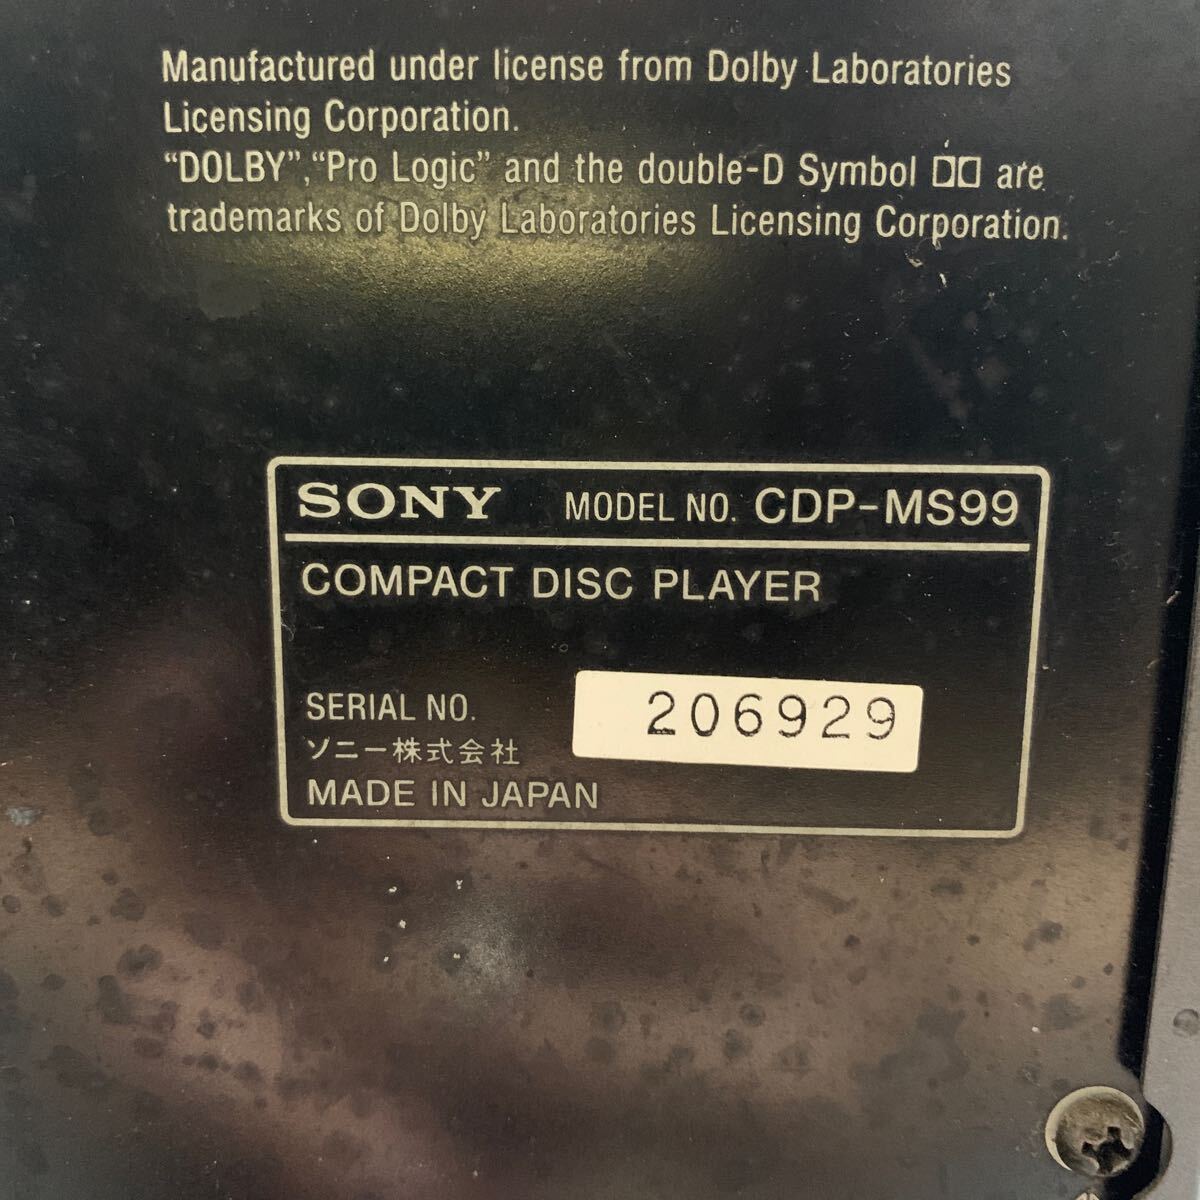 Manufactured under license from Dolby Laboratories
Licensing Corporation.
“DOLBY”,“Pro Logic” and the double-D Symbol are
trademarks of Dolby Laboratories Licensing Corporation.
SONY MODEL NO. CDP-MS99
COMPACT DISC PLAYER
SERIAL NO. 206929
ソニー株式会社
MADE IN JAPAN